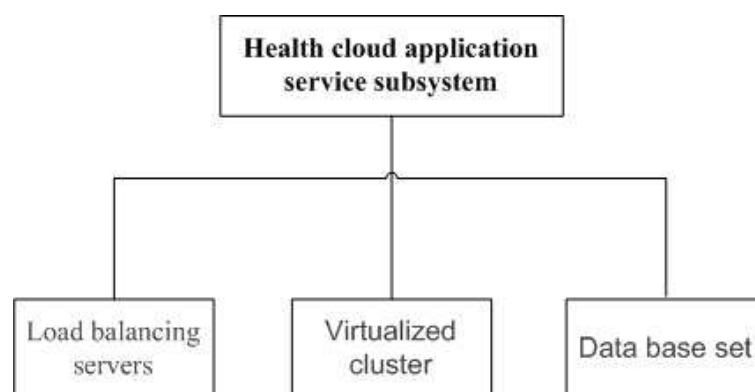 Health cloud application
service subsystem
Load balancing
servers
Virtualized
cluster
Data base set